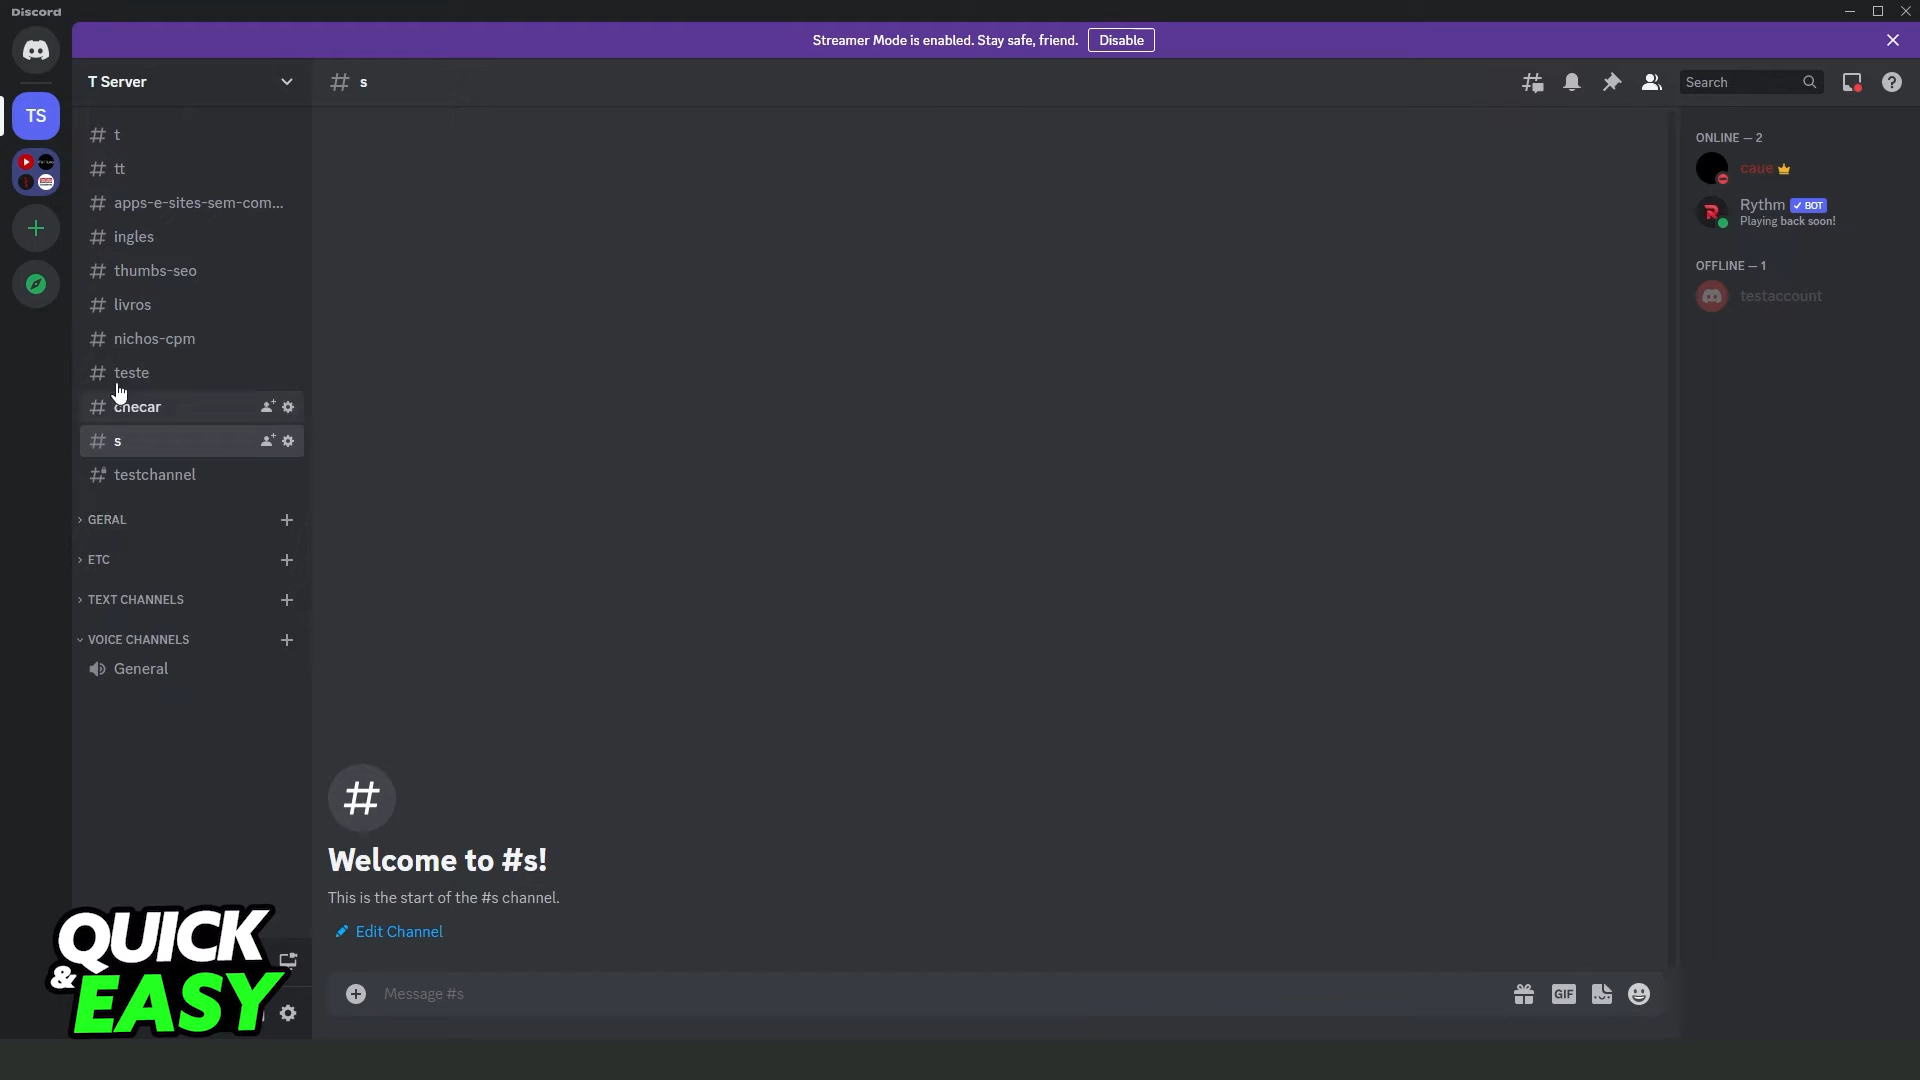 Discord
Streamer Mode is enabled. Stay safe, friend.
Disable
T Server
s
Search
TS
t
tt
apps-e-sites-sem-com...
ingles
thumbs-seo
livros
nichos-cpm
teste
checar
s
testchannel
GERAL
ETC
TEXT CHANNELS
VOICE CHANNELS
General
ONLINE — 2
caue
Rythm ✓ BOT
Playing back soon!
OFFLINE — 1
testaccount
#
Welcome to #s!
This is the start of the #s channel.
Edit Channel
Message #s
GIF
QUICK
& EASY